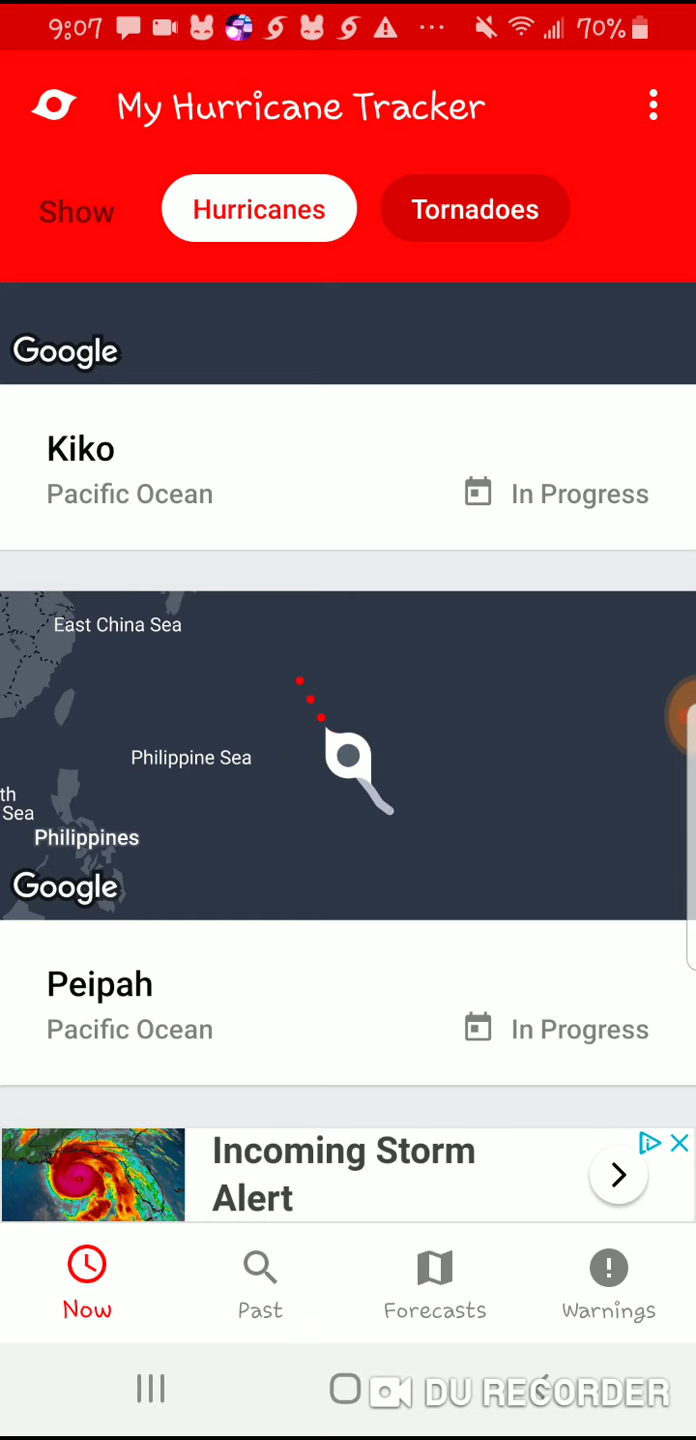 9:07
70%
My Hurricane Tracker
Show
Hurricanes
Tornadoes
Google
Kiko
Pacific Ocean
In Progress
East China Sea
Philippine Sea
th
Sea
Philippines
Google
Peipah
Pacific Ocean
In Progress
Incoming Storm
Alert
Now
Past
Forecasts
Warnings
DU RECORDER